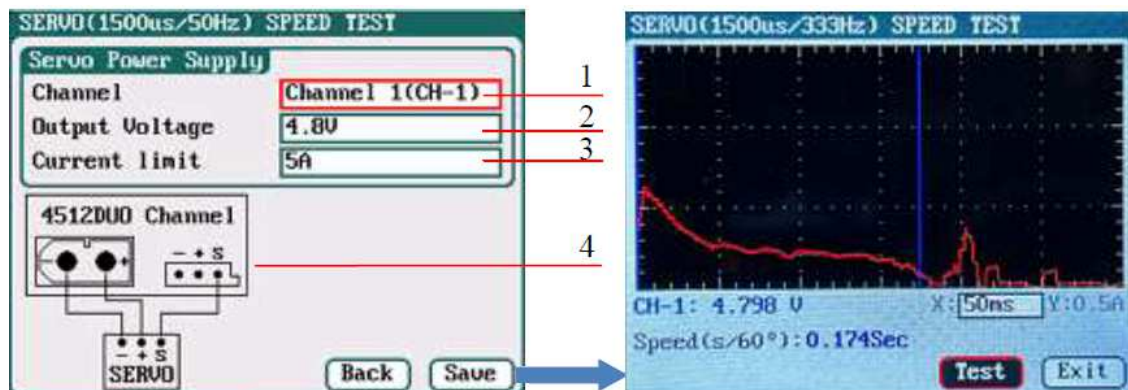 SERVO(1500us/50Hz) SPEED TEST
Servo Power Supply
Channel
Channel 1(CH-1)
1
Output Voltage
4.8V
2
Current limit
5A
3
4512DUO Channel
- + S
- +
4
- + S
SERVO
Back
Save
SERVO(1500us/333Hz) SPEED TEST
CH-1: 4.798 V
X: 50ms
Y:0.5A
Speed(s/60°):0.174Sec
Test
Exit